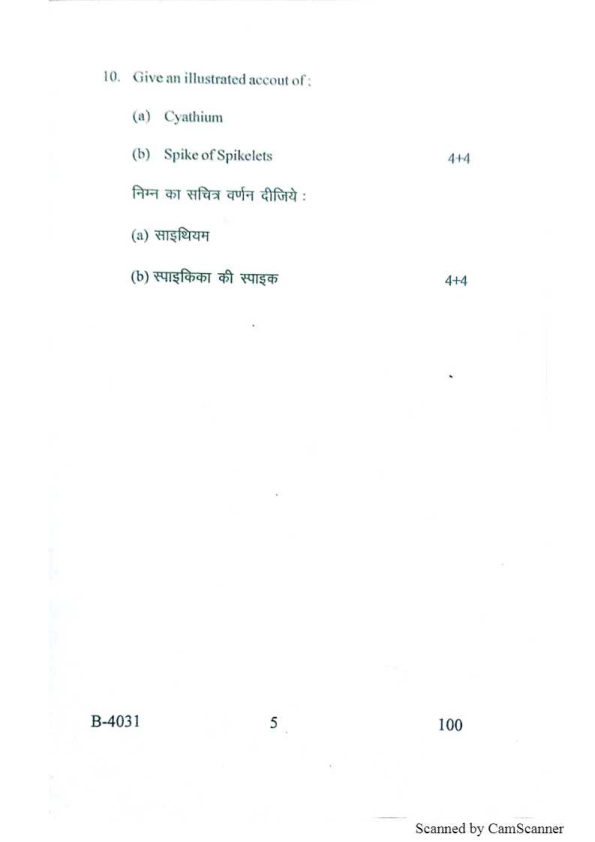 10. Give an illustrated accout of :
(a) Cyathium
(b) Spike of Spikelets 4+4
निम्न का सचित्र वर्णन दीजिये :
(a) साइथियम
(b) स्पाइकिका की स्पाइक 4+4
B-4031 5 100
Scanned by CamScanner